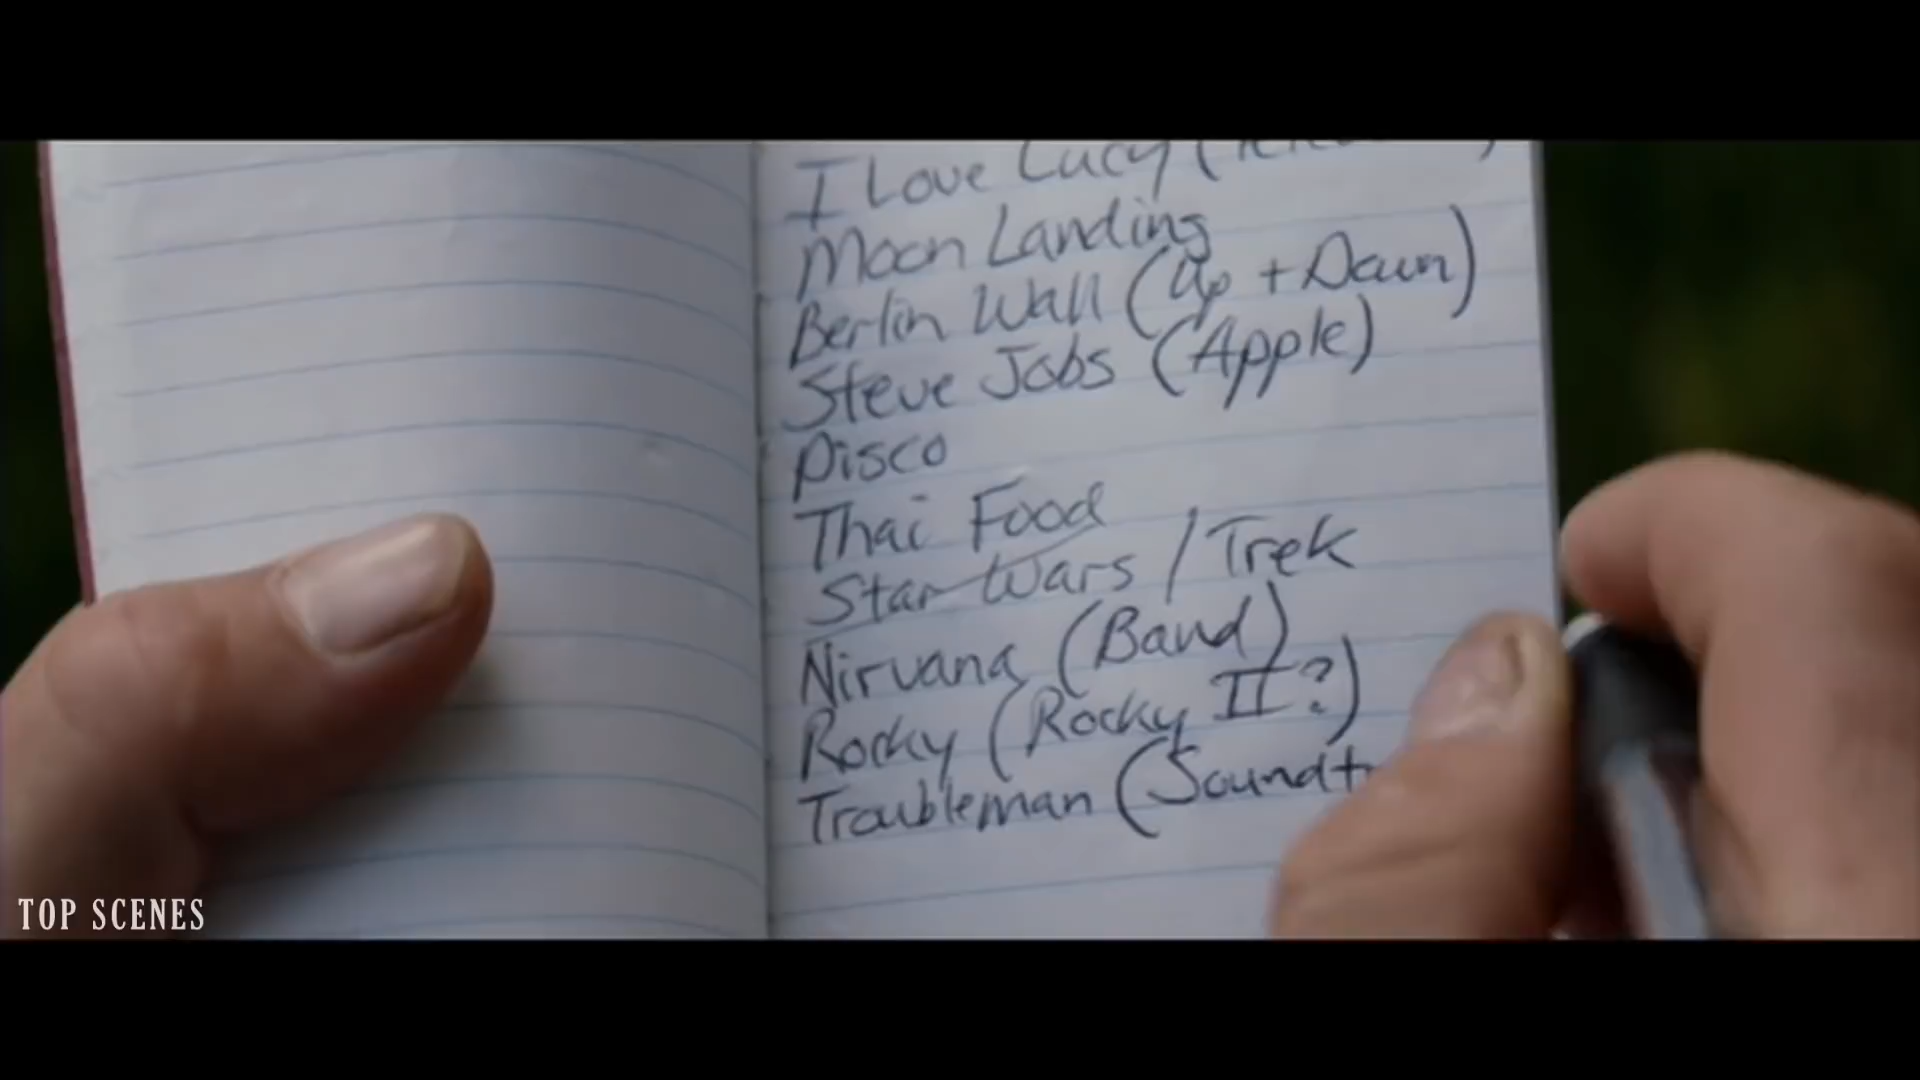 I Love Lucy (
Moon Landing
Berlin Wall (Up + Down)
Steve Jobs (Apple)
Disco
Thai Food
Star Wars / Trek
Nirvana (Band)
Rocky (Rocky II?)
Troubleman (Soundt
TOP SCENES